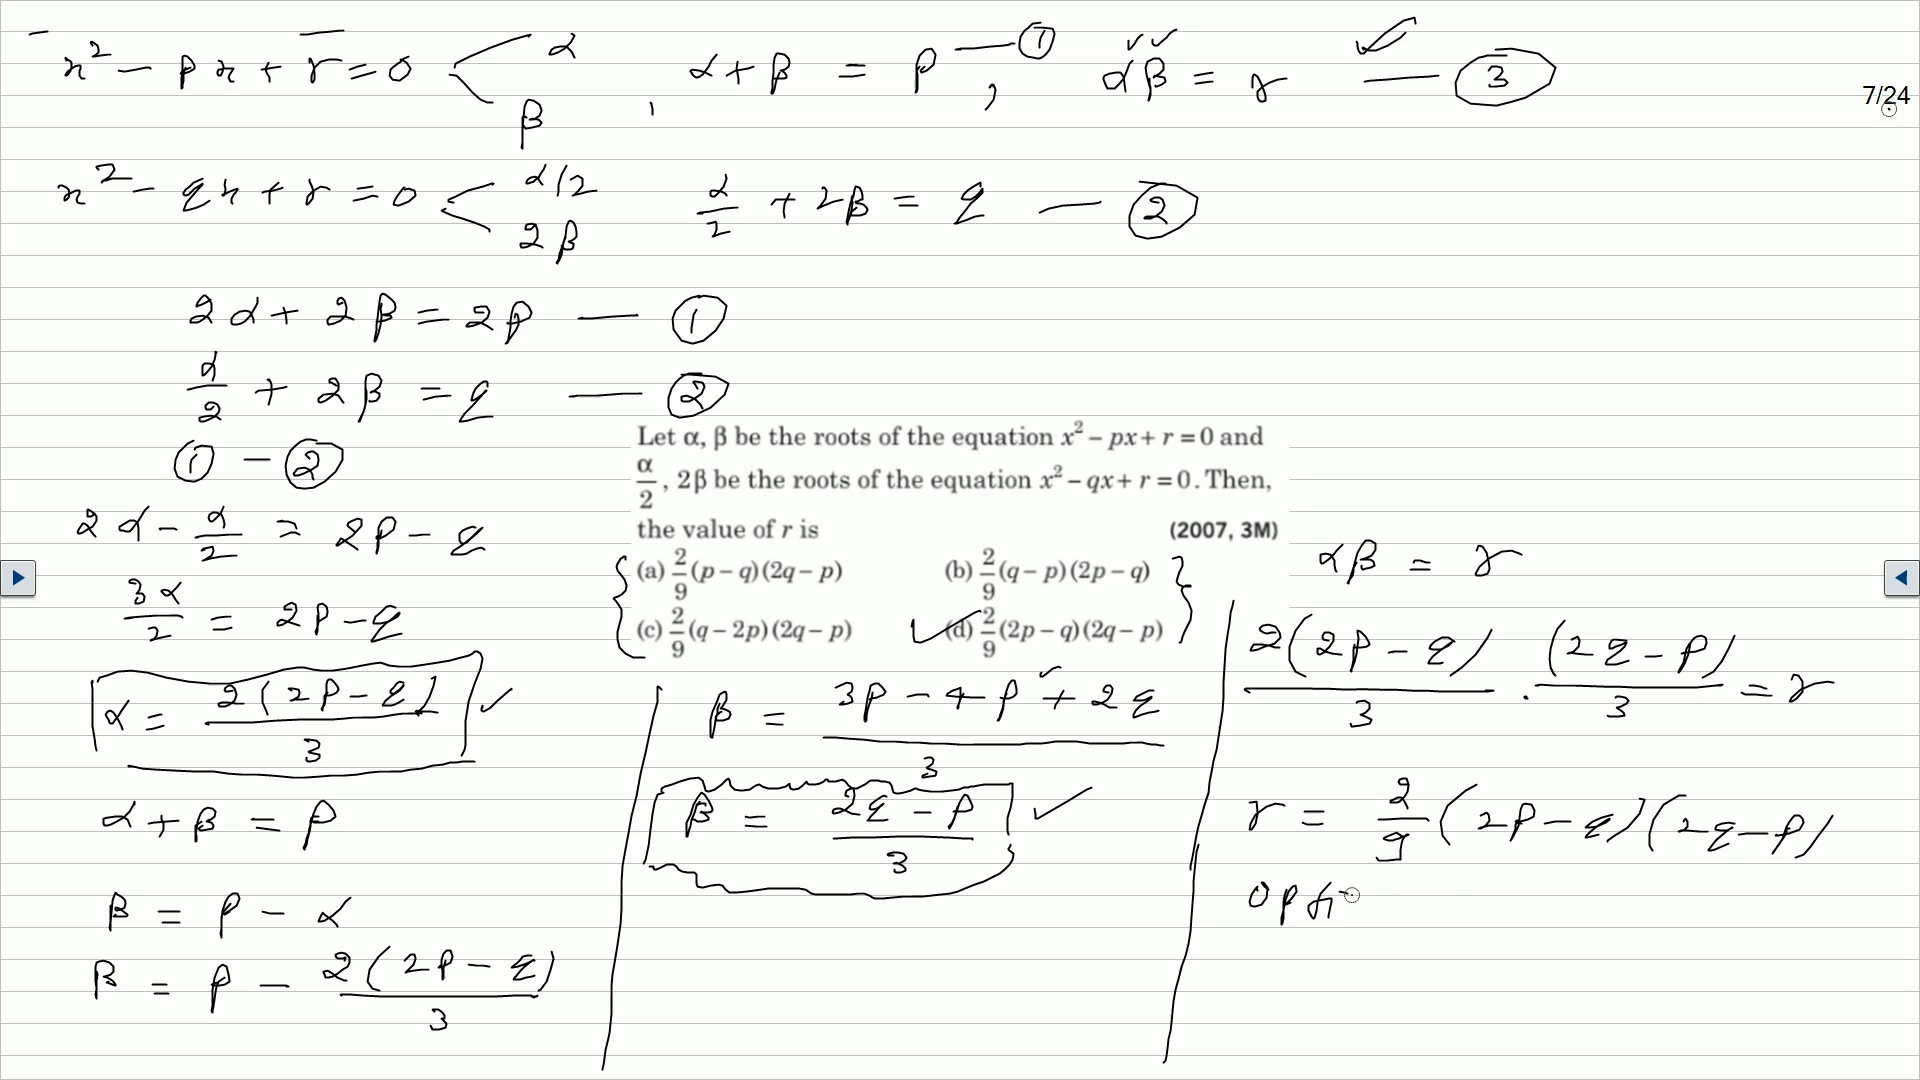 x² - px + r = 0 < α β , α + β = p — ① , αβ = r — ③
7/24
x² - qx + r = 0 < α/2 2β α/2 + 2β = q — ②
2α + 2β = 2p — ①
α/2 + 2β = q — ②
① - ②
2α - α/2 = 2p - q
3α/2 = 2p - q
α = 2(2p - q)/3 ✓
α + β = p
β = p - α
β = p - 2(2p - q)/3
Let α, β be the roots of the equation x² – px + r = 0 and
α/2, 2β be the roots of the equation x² – qx + r = 0. Then,
the value of r is (2007, 3M)
(a) 2/9 (p – q)(2q – p) (b) 2/9 (q – p)(2p – q)
(c) 2/9 (q – 2p)(2q – p) ✓ (d) 2/9 (2p – q)(2q – p)
β = 3p - 4p + 2q / 3
β = 2q - p / 3 ✓
αβ = r
2(2p - q)/3 . (2q - p)/3 = r
r = 2/9 (2p - q)(2q - p)
opti